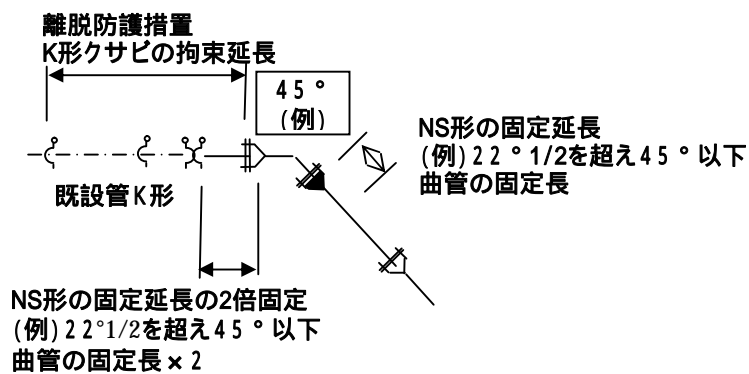 離脱防護措置
K形クサビの拘束延長
45°
(例)
NS形の固定延長
(例)22°1/2を超え45°以下
曲管の固定長
既設管K形
NS形の固定延長の2倍固定
(例)22°1/2を超え45°以下
曲管の固定長×2